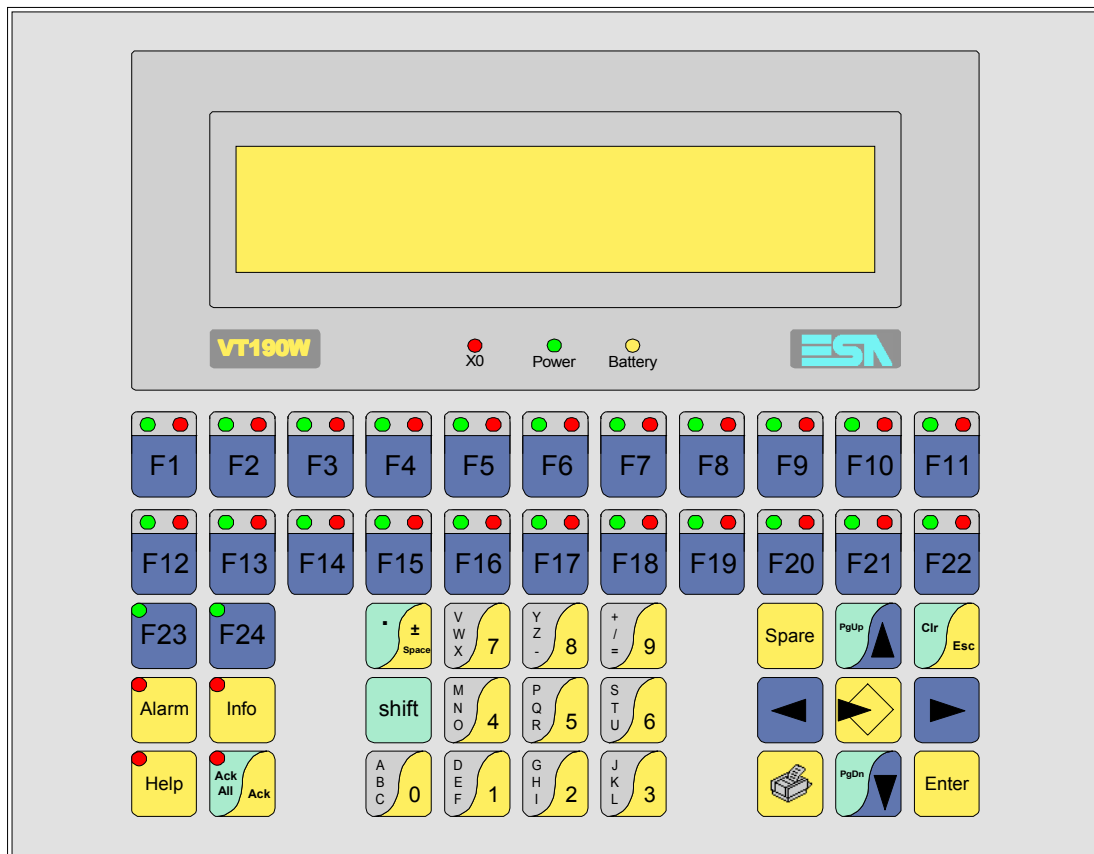 VT190W
X0 Power Battery
ESA
F1 F2 F3 F4 F5 F6 F7 F8 F9 F10 F11
F12 F13 F14 F15 F16 F17 F18 F19 F20 F21 F22
F23 F24
. ± Space
V W X 7
Y Z - 8
+ / = 9
Spare
PgUp
Clr Esc
Alarm Info
shift
M N O 4
P Q R 5
S T U 6
Help
Ack All Ack
A B C 0
D E F 1
G H I 2
J K L 3
PgDn
Enter